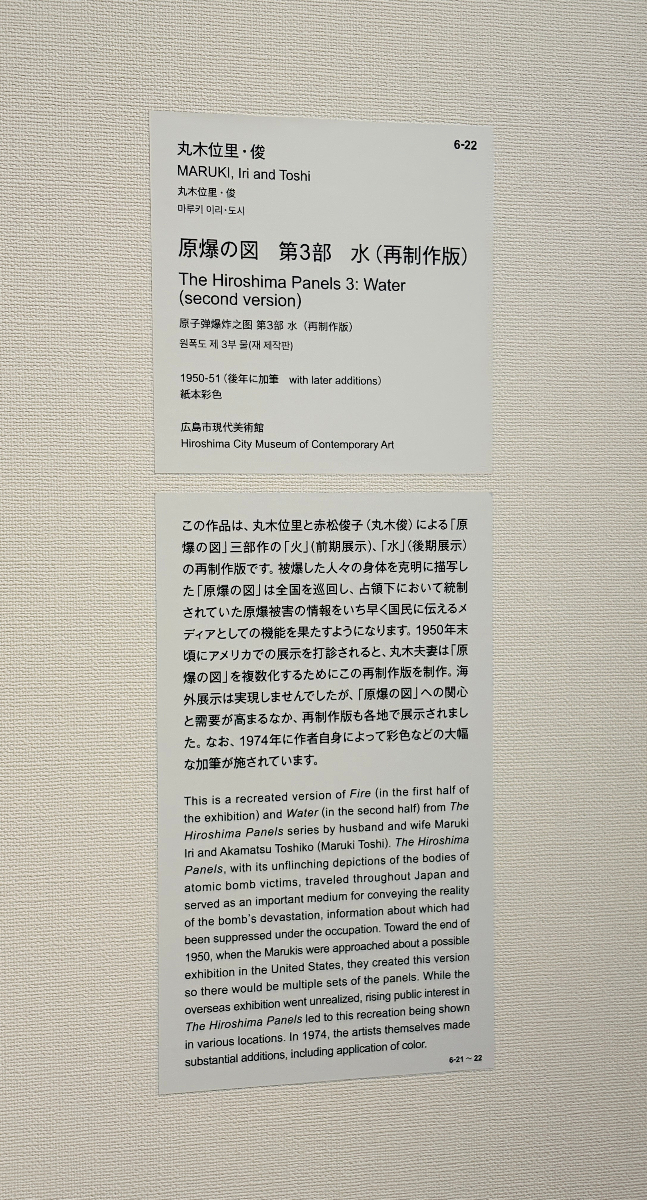 6-22
丸木位里・俊
MARUKI, Iri and Toshi
丸木位里・俊
마루키 이리・도시
原爆の図　第3部　水（再制作版）
The Hiroshima Panels 3: Water
(second version)
原子弹爆炸之图 第3部 水（再制作版）
원폭도 제 3부 물(재 제작판)
1950-51（後年に加筆　with later additions）
紙本彩色
広島市現代美術館
Hiroshima City Museum of Contemporary Art
この作品は、丸木位里と赤松俊子（丸木俊）による「原
爆の図」三部作の「火」（前期展示）、「水」（後期展示）
の再制作版です。被爆した人々の身体を克明に描写し
た「原爆の図」は全国を巡回し、占領下において統制
されていた原爆被害の情報をいち早く国民に伝えるメ
ディアとしての機能を果たすようになります。1950年末
頃にアメリカでの展示を打診されると、丸木夫妻は「原
爆の図」を複数化するためにこの再制作版を制作。海
外展示は実現しませんでしたが、「原爆の図」への関心
と需要が高まるなか、再制作版も各地で展示されまし
た。なお、1974年に作者自身によって彩色などの大幅
な加筆が施されています。
This is a recreated version of Fire (in the first half of
the exhibition) and Water (in the second half) from The
Hiroshima Panels series by husband and wife Maruki
Iri and Akamatsu Toshiko (Maruki Toshi). The Hiroshima
Panels, with its unflinching depictions of the bodies of
atomic bomb victims, traveled throughout Japan and
served as an important medium for conveying the reality
of the bomb's devastation, information about which had
been suppressed under the occupation. Toward the end of
1950, when the Marukis were approached about a possible
exhibition in the United States, they created this version
so there would be multiple sets of the panels. While the
overseas exhibition went unrealized, rising public interest in
The Hiroshima Panels led to this recreation being shown
in various locations. In 1974, the artists themselves made
substantial additions, including application of color.
6-21～22